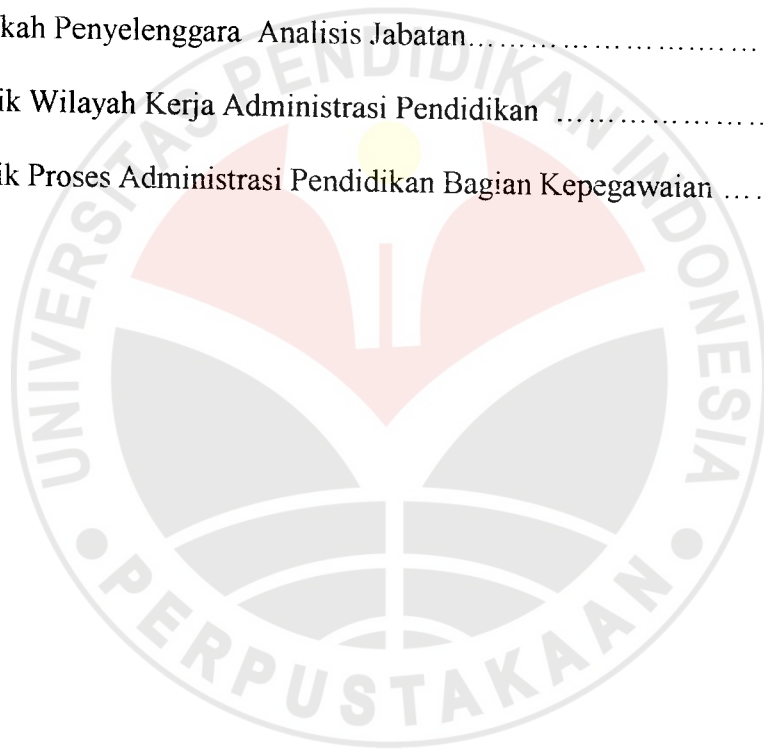 kah Penyelenggara Analisis Jabatan……………………………
ik Wilayah Kerja Administrasi Pendidikan ……………………
ik Proses Administrasi Pendidikan Bagian Kepegawaian …..
UNIVERSITAS PENDIDIKAN INDONESIA
PERPUSTAKAAN